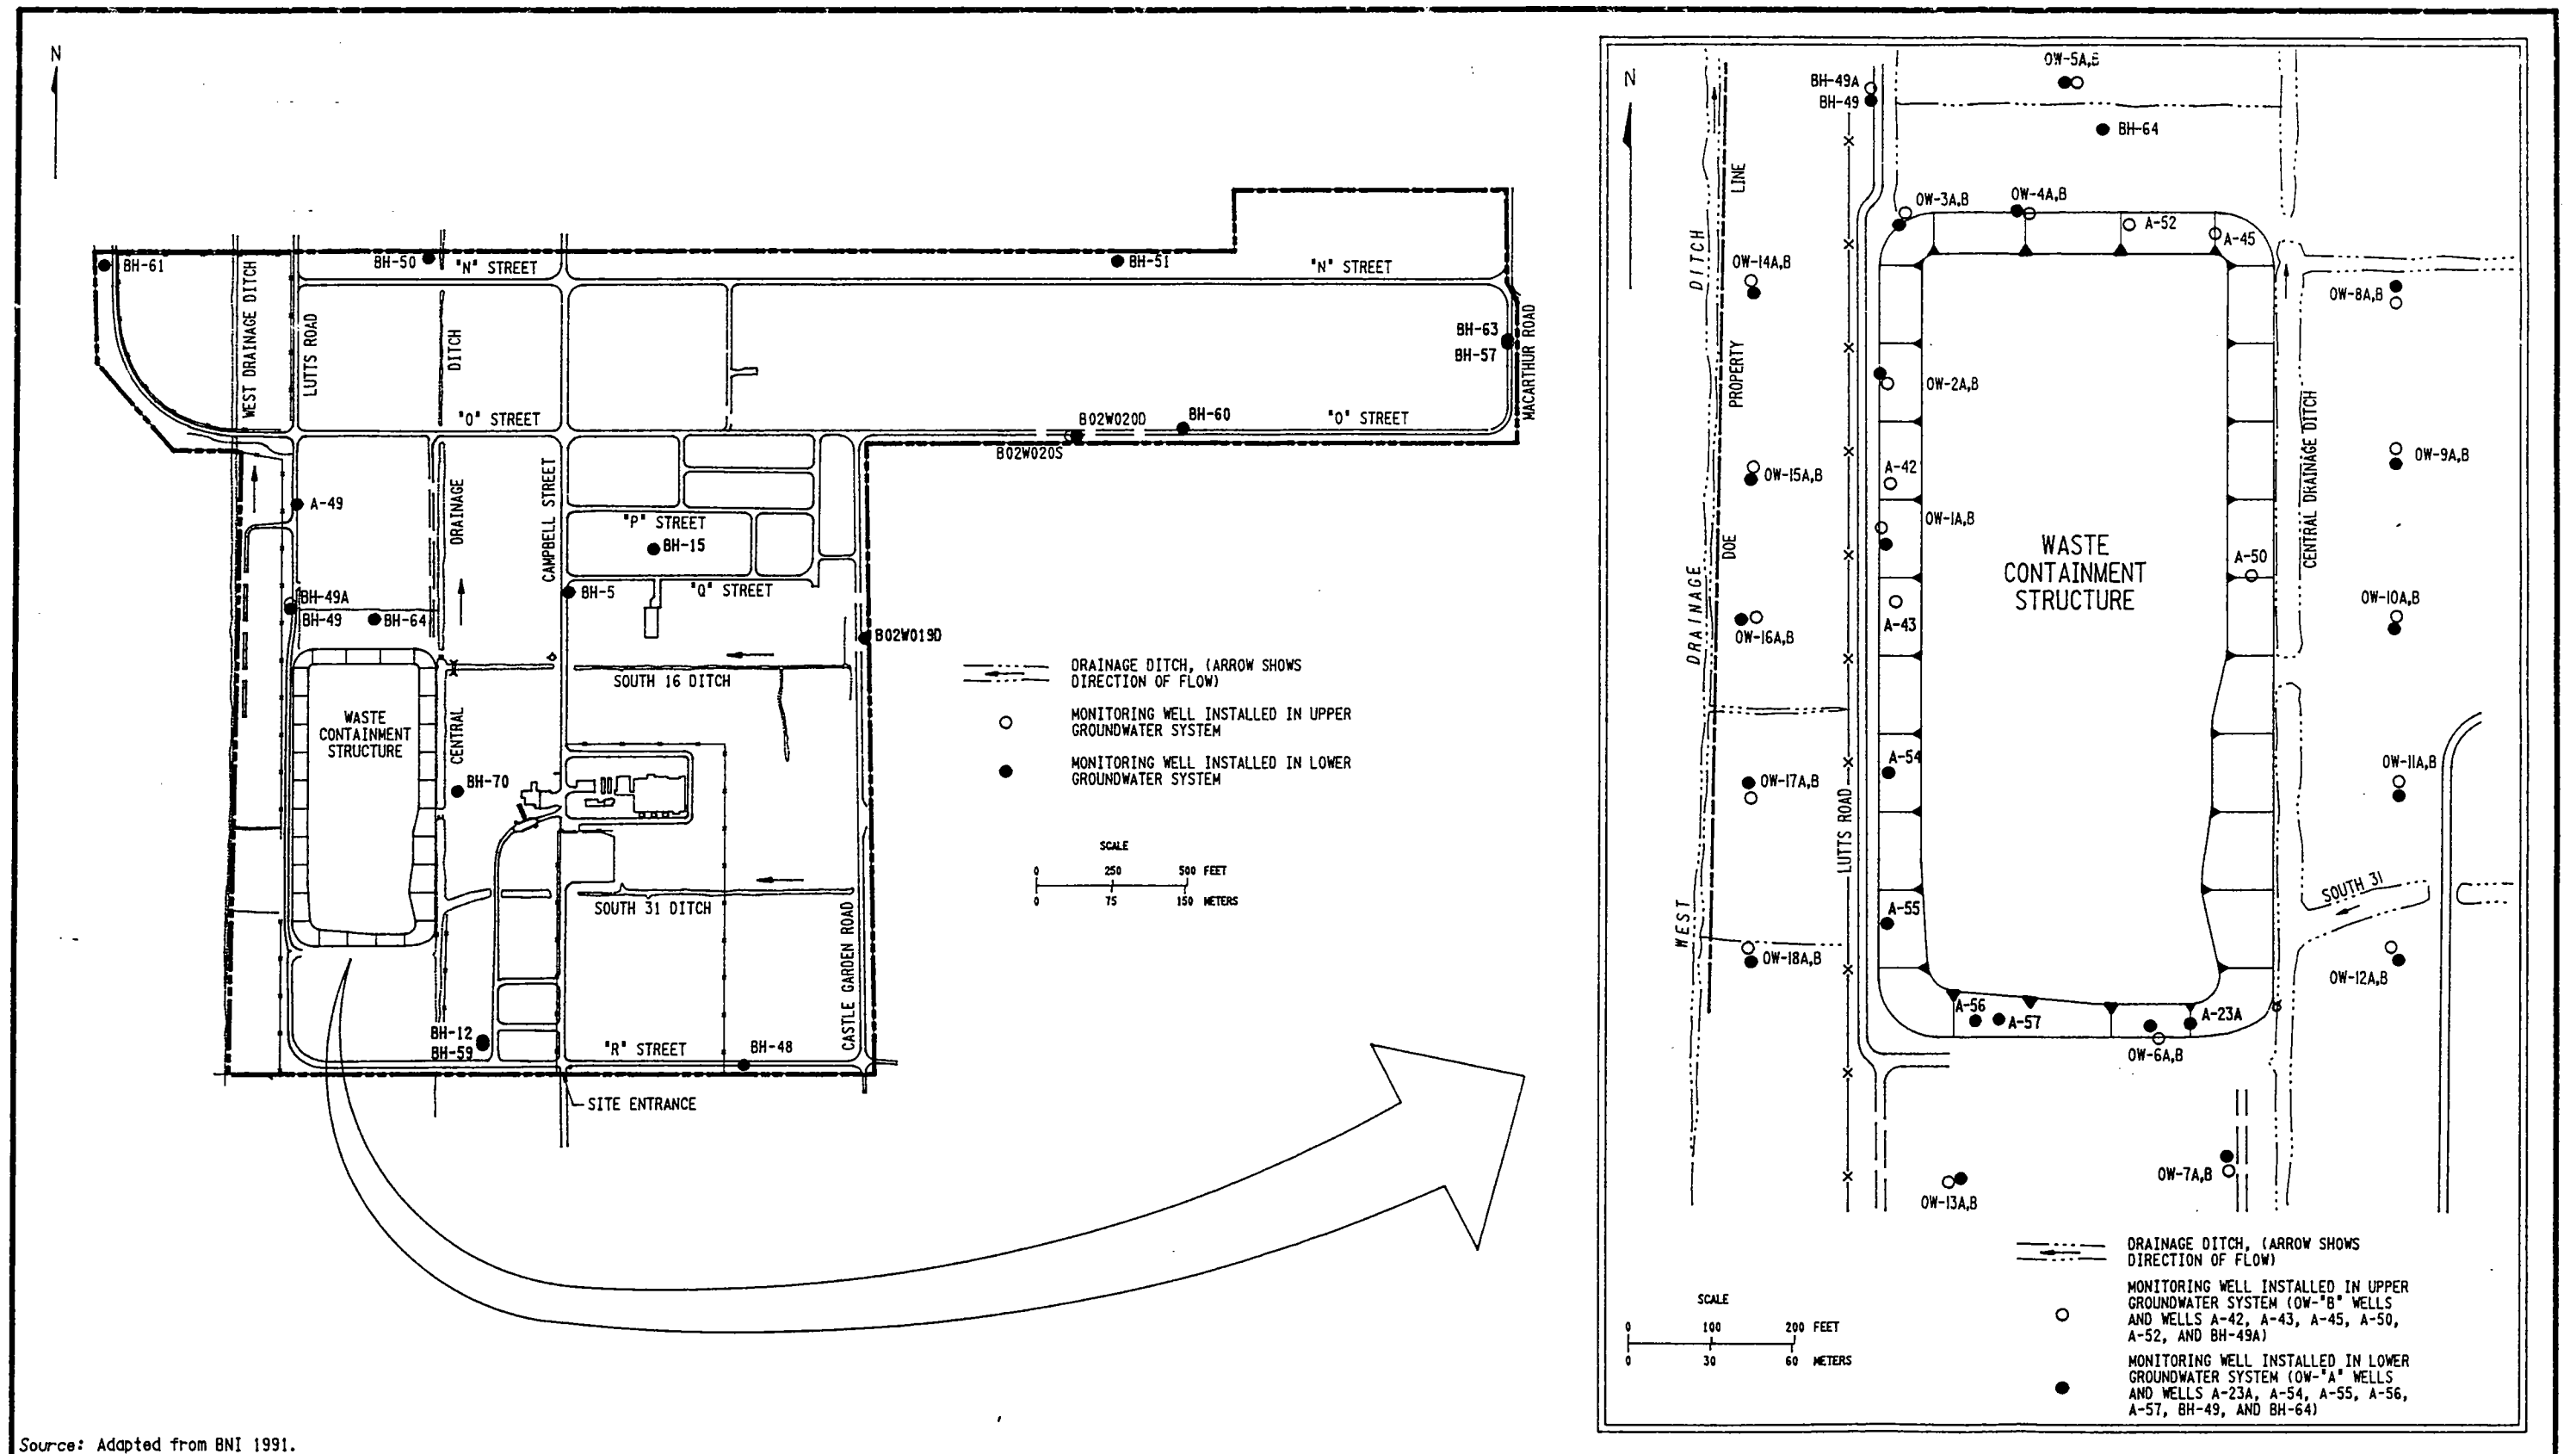 N
BH-61
BH-50
"N" STREET
BH-51
"N" STREET
WEST DRAINAGE DITCH
LUTTS ROAD
DITCH
BH-63
BH-57
MACARTHUR ROAD
"O" STREET
B02W020D
BH-60
"O" STREET
B02W020S
A-49
DRAINAGE
CAMPBELL STREET
"P" STREET
BH-15
BH-49A
BH-49
BH-64
BH-5
"Q" STREET
B02W019D
SOUTH 16 DITCH
WASTE
CONTAINMENT
STRUCTURE
CENTRAL
BH-70
SOUTH 31 DITCH
CASTLE GARDEN ROAD
BH-12
BH-59
"R" STREET
BH-48
SITE ENTRANCE
DRAINAGE DITCH, (ARROW SHOWS
DIRECTION OF FLOW)
MONITORING WELL INSTALLED IN UPPER
GROUNDWATER SYSTEM
MONITORING WELL INSTALLED IN LOWER
GROUNDWATER SYSTEM
SCALE
0 250 500 FEET
0 75 150 METERS
N
BH-49A
BH-49
OW-5A,B
BH-64
LINE
OW-3A,B
OW-4A,B
A-52
A-45
DITCH
OW-14A,B
OW-8A,B
PROPERTY
OW-2A,B
CENTRAL DRAINAGE DITCH
OW-15A,B
A-42
OW-9A,B
OW-1A,B
DOE
WASTE
CONTAINMENT
STRUCTURE
A-50
DRAINAGE
OW-16A,B
A-43
OW-10A,B
OW-17A,B
A-54
OW-11A,B
LUTTS ROAD
WEST
A-55
SOUTH 31
OW-18A,B
OW-12A,B
A-56
A-57
A-23A
OW-6A,B
OW-13A,B
OW-7A,B
DRAINAGE DITCH, (ARROW SHOWS
DIRECTION OF FLOW)
MONITORING WELL INSTALLED IN UPPER
GROUNDWATER SYSTEM (OW-"B" WELLS
AND WELLS A-42, A-43, A-45, A-50,
A-52, AND BH-49A)
MONITORING WELL INSTALLED IN LOWER
GROUNDWATER SYSTEM (OW-"A" WELLS
AND WELLS A-23A, A-54, A-55, A-56,
A-57, BH-49, AND BH-64)
SCALE
0 100 200 FEET
0 30 60 METERS
Source: Adapted from BNI 1991.